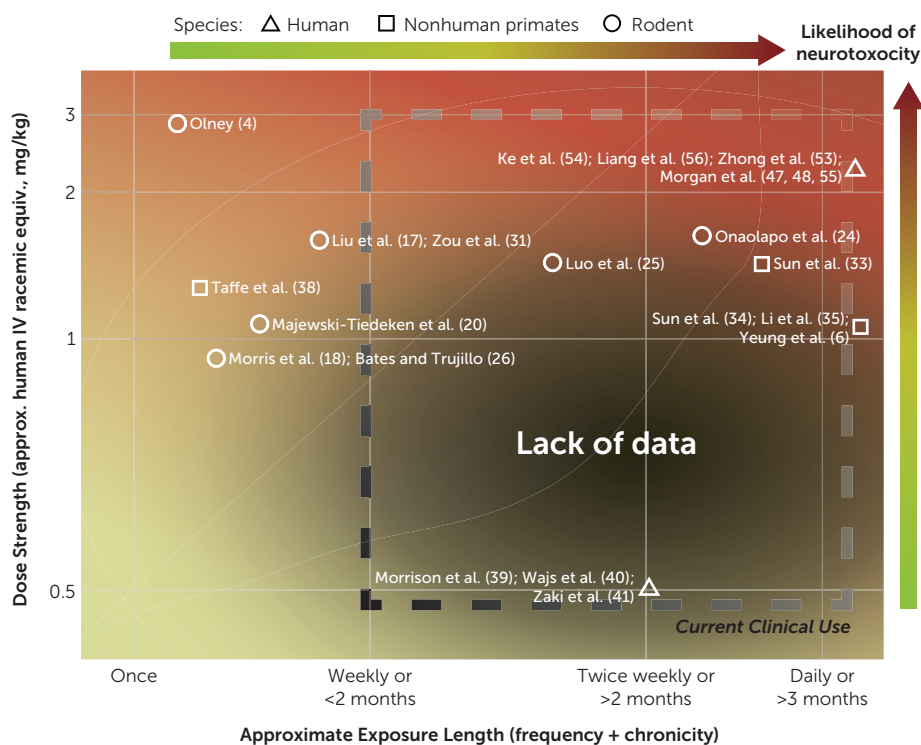 Species: Human Nonhuman primates Rodent
Likelihood of
neurotoxocity
Dose Strength (approx. human IV racemic equiv., mg/kg)
3
2
1
0.5
Olney (4)
Ke et al. (54); Liang et al. (56); Zhong et al. (53);
Morgan et al. (47, 48, 55)
Liu et al. (17); Zou et al. (31)
Onaolapo et al. (24)
Luo et al. (25)
Sun et al. (33)
Taffe et al. (38)
Majewski-Tiedeken et al. (20)
Sun et al. (34); Li et al. (35);
Yeung et al. (6)
Morris et al. (18); Bates and Trujillo (26)
Lack of data
Morrison et al. (39); Wajs et al. (40);
Zaki et al. (41)
Current Clinical Use
Once
Weekly or
<2 months
Twice weekly or
>2 months
Daily or
>3 months
Approximate Exposure Length (frequency + chronicity)